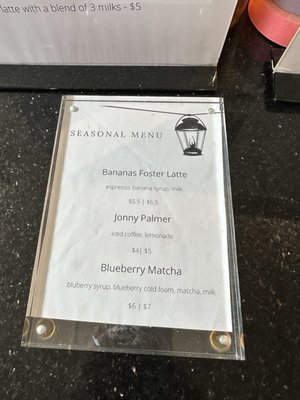 latte with a blend of 3 milks - $5
SEASONAL MENU
Bananas Foster Latte
espresso, banana syrup, milk
$5.5 | $6.5
Jonny Palmer
iced coffee, lemonade
$4| $5
Blueberry Matcha
bluberry syrup, blueberry cold foam, matcha, milk
$6 | $7